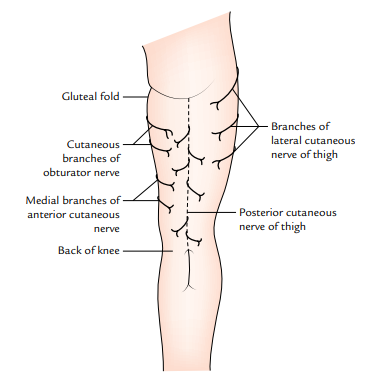 Gluteal fold
Cutaneous
branches of
obturator nerve
Medial branches of
anterior cutaneous
nerve
Back of knee
Branches of
lateral cutaneous
nerve of thigh
Posterior cutaneous
nerve of thigh